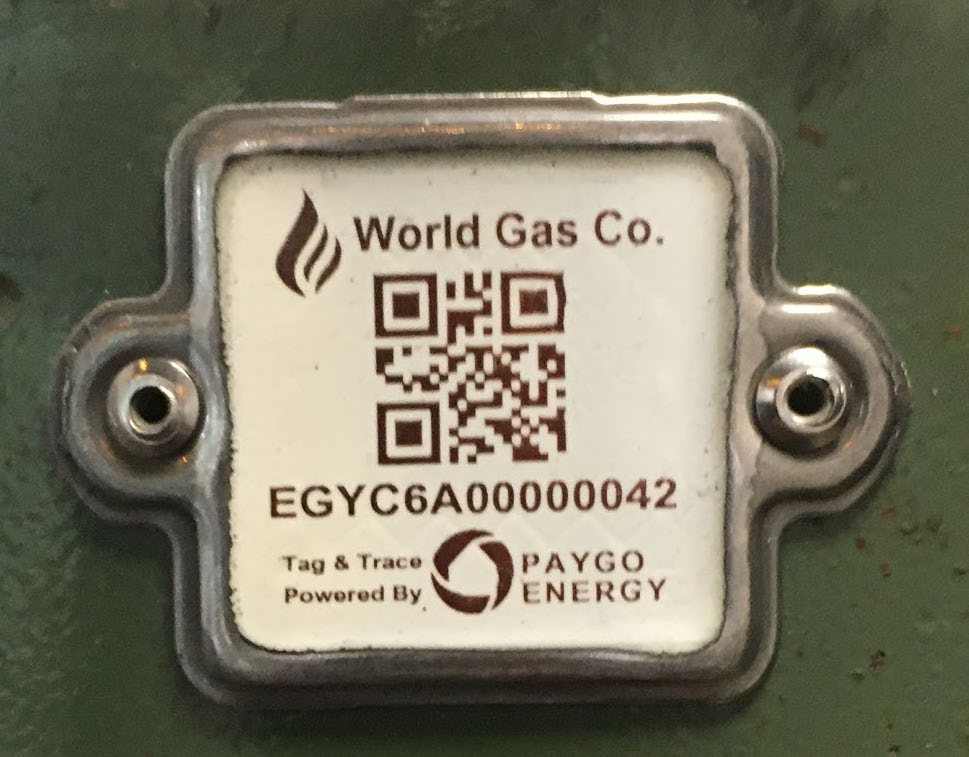 World Gas Co.
EGYC6A00000042
Tag & Trace
Powered By
PAYGO
ENERGY